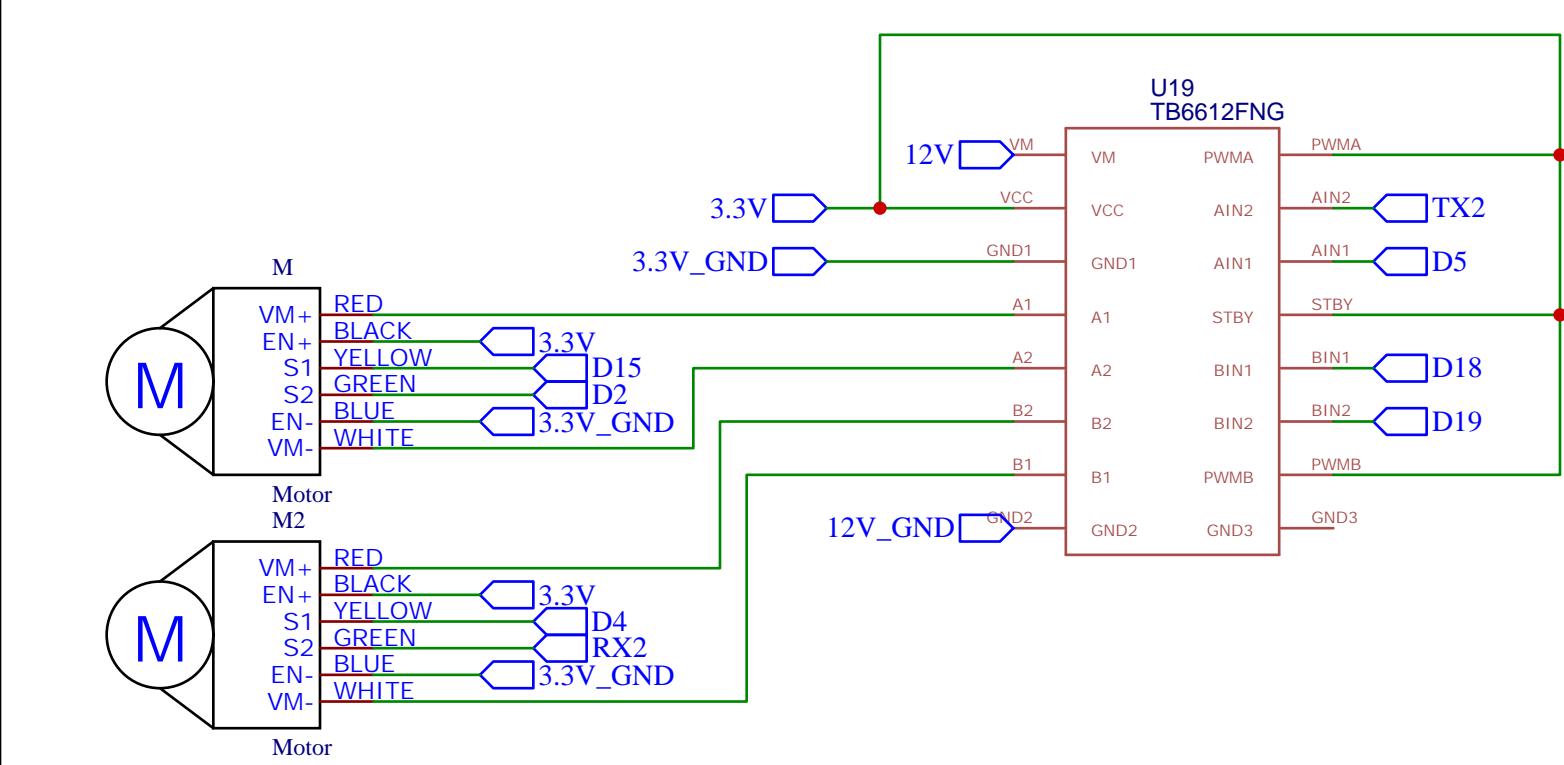 U19
TB6612FNG
12V VM VM PWMA PWMA
3.3V VCC VCC AIN2 AIN2 TX2
3.3V_GND GND1 GND1 AIN1 AIN1 D5
A1 A1 STBY STBY
A2 A2 BIN1 BIN1 D18
B2 B2 BIN2 BIN2 D19
B1 B1 PWMB PWMB
12V_GND GND2 GND2 GND3 GND3
M
VM+ RED
EN+ BLACK 3.3V
S1 YELLOW D15
M
S2 GREEN D2
EN- BLUE 3.3V_GND
VM- WHITE
Motor
M2
VM+ RED
EN+ BLACK 3.3V
S1 YELLOW D4
M
S2 GREEN RX2
EN- BLUE 3.3V_GND
VM- WHITE
Motor